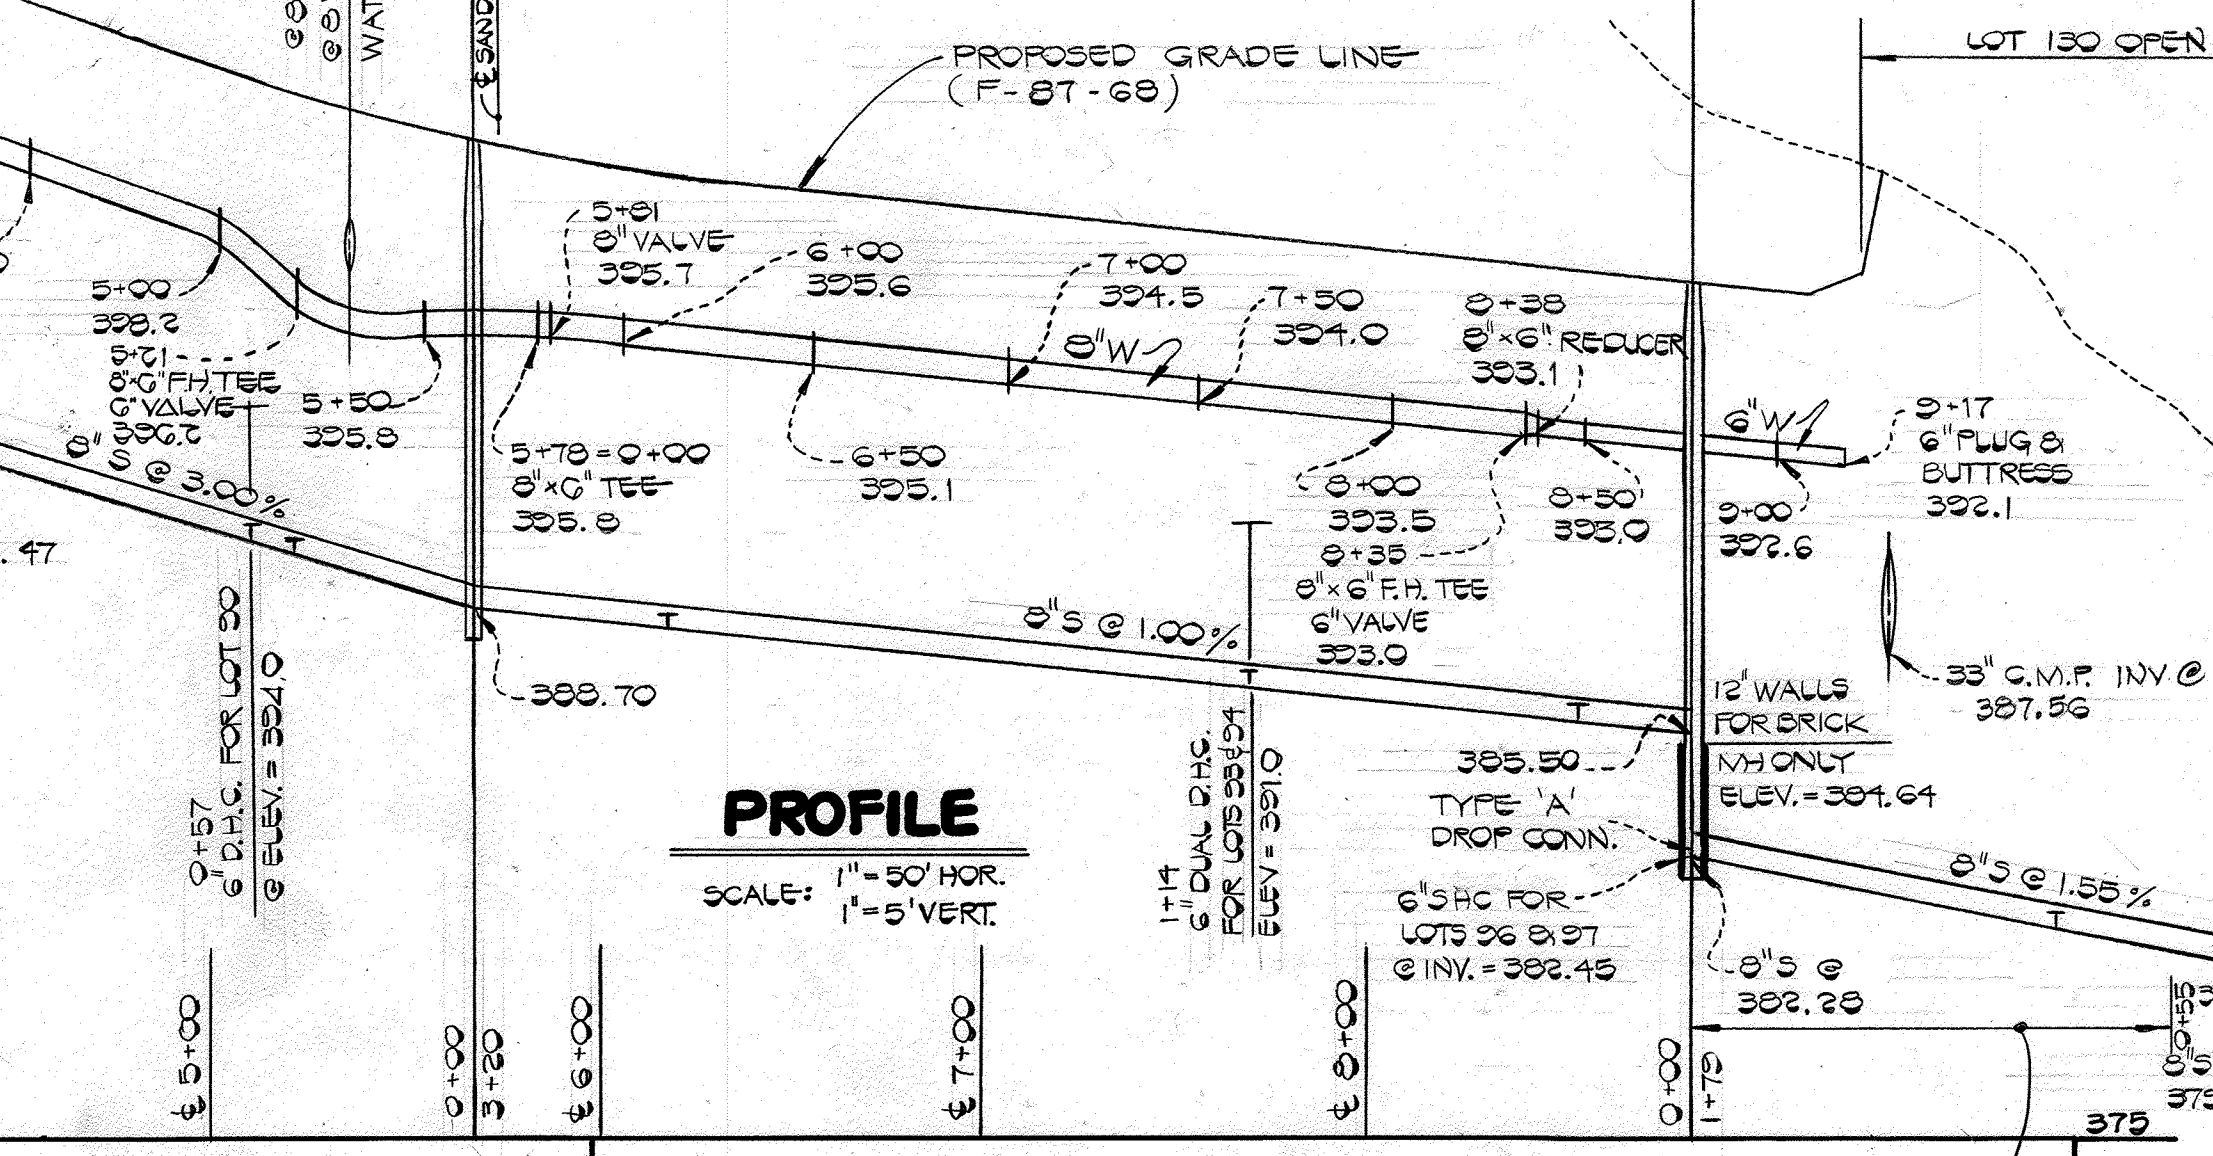 WAT
SAND
PROPOSED GRADE LINE
(F-87-68)
LOT 130 OPEN
5+00
398.2
5+21
8"x6" F.H. TEE
6" VALVE
396.2
5+50
395.8
5+81
8" VALVE
395.7
5+78 = 0+00
8"x6" TEE
395.8
6+00
395.6
6+50
395.1
7+00
394.5
8"W
7+50
394.0
8+00
393.5
8+35
8"x6" F.H. TEE
6" VALVE
393.0
8+38
8"x6" REDUCER
393.1
8+50
393.0
6"W
9+00
392.6
9+17
6" PLUG &
BUTTRESS
392.1
8" S @ 3.00%
.47
388.70
8" S @ 1.00%
33" C.M.P. INV @
387.56
12" WALLS
FOR BRICK
MH ONLY
ELEV. = 384.64
385.50
TYPE 'A'
DROP CONN.
6" SHC FOR
LOTS 96 & 97
@ INV. = 382.45
8" S @
382.28
8" S @ 1.55%
0+57
6" D.H.C. FOR LOT 90
@ ELEV. = 394.0
PROFILE
SCALE: 1" = 50' HOR.
1" = 5' VERT.
1+14
6" DUAL D.H.C.
FOR LOTS 93 & 94
ELEV = 391.0
℄ 5+00
0+00
3+20
℄ 6+00
℄ 7+00
℄ 8+00
0+00
1+79
0+55
8" S
375